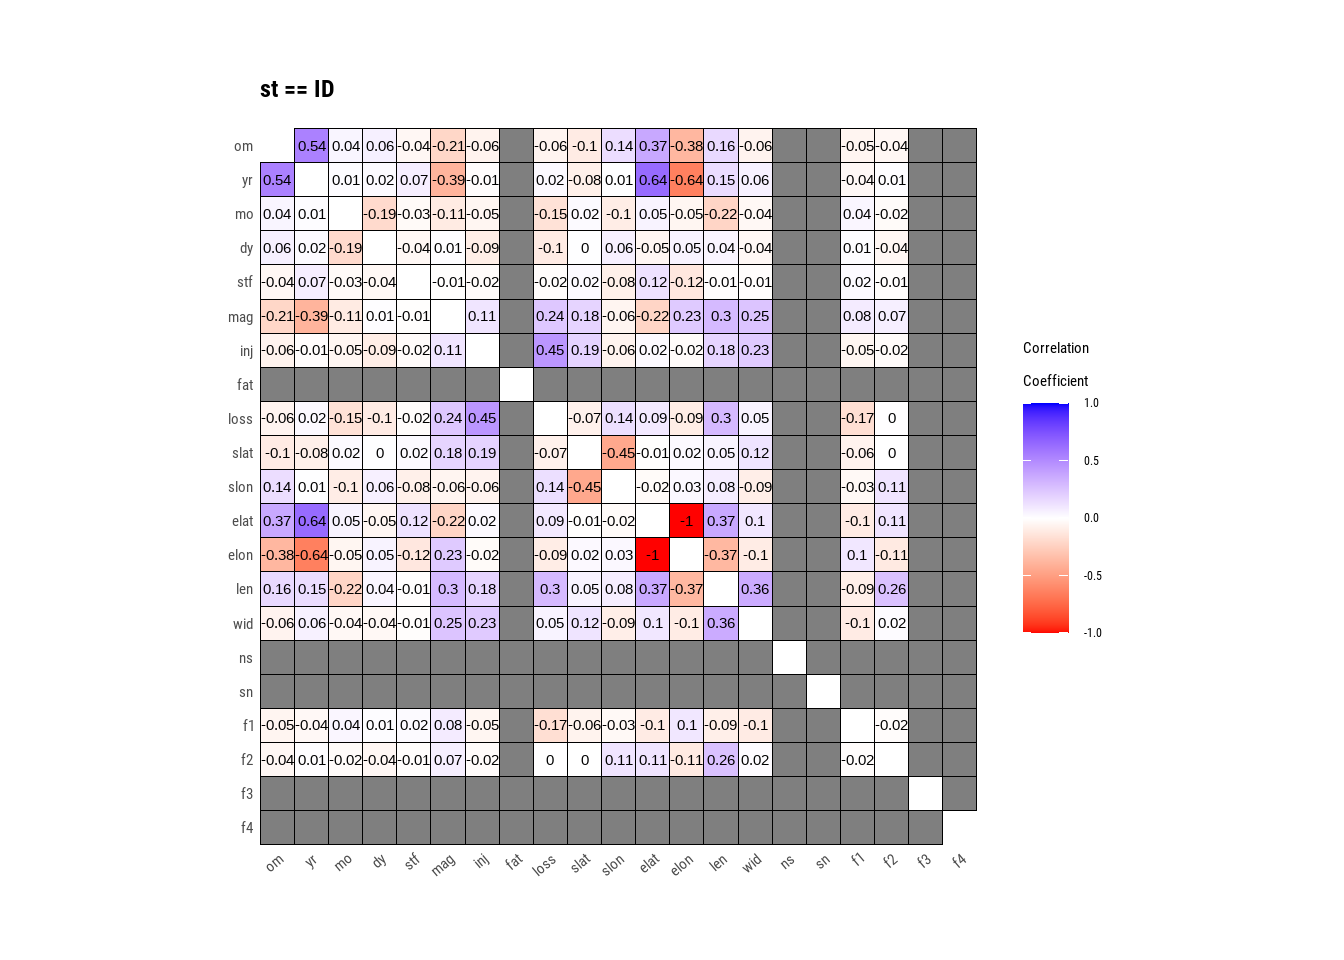 st == ID
om 0.54 0.04 0.06 -0.04 -0.21 -0.06 -0.06 -0.1 0.14 0.37 -0.38 0.16 -0.06 -0.05 -0.04
yr 0.54 0.01 0.02 0.07 -0.39 -0.01 0.02 -0.08 0.01 0.64 -0.64 0.15 0.06 -0.04 0.01
mo 0.04 0.01 -0.19 -0.03 -0.11 -0.05 -0.15 0.02 -0.1 0.05 -0.05 -0.22 -0.04 0.04 -0.02
dy 0.06 0.02 -0.19 -0.04 0.01 -0.09 -0.1 0 0.06 -0.05 0.05 0.04 -0.04 0.01 -0.04
stf -0.04 0.07 -0.03 -0.04 -0.01 -0.02 -0.02 0.02 -0.08 0.12 -0.12 -0.01 -0.01 0.02 -0.01
mag -0.21 -0.39 -0.11 0.01 -0.01 0.11 0.24 0.18 -0.06 -0.22 0.23 0.3 0.25 0.08 0.07
inj -0.06 -0.01 -0.05 -0.09 -0.02 0.11 0.45 0.19 -0.06 0.02 -0.02 0.18 0.23 -0.05 -0.02
Correlation
Coefficient
fat
loss -0.06 0.02 -0.15 -0.1 -0.02 0.24 0.45 -0.07 0.14 0.09 -0.09 0.3 0.05 -0.17 0
slat -0.1 -0.08 0.02 0 0.02 0.18 0.19 -0.07 -0.45 -0.01 0.02 0.05 0.12 -0.06 0
slon 0.14 0.01 -0.1 0.06 -0.08 -0.06 -0.06 0.14 -0.45 -0.02 0.03 0.08 -0.09 -0.03 0.11
elat 0.37 0.64 0.05 -0.05 0.12 -0.22 0.02 0.09 -0.01 -0.02 -1 0.37 0.1 -0.1 0.11
elon -0.38 -0.64 -0.05 0.05 -0.12 0.23 -0.02 -0.09 0.02 0.03 -1 -0.37 -0.1 0.1 -0.11
len 0.16 0.15 -0.22 0.04 -0.01 0.3 0.18 0.3 0.05 0.08 0.37 -0.37 0.36 -0.09 0.26
wid -0.06 0.06 -0.04 -0.04 -0.01 0.25 0.23 0.05 0.12 -0.09 0.1 -0.1 0.36 -0.1 0.02
1.0
0.5
0.0
-0.5
-1.0
ns
sn
f1 -0.05 -0.04 0.04 0.01 0.02 0.08 -0.05 -0.17 -0.06 -0.03 -0.1 0.1 -0.09 -0.1 -0.02
f2 -0.04 0.01 -0.02 -0.04 -0.01 0.07 -0.02 0 0 0.11 0.11 -0.11 0.26 0.02 -0.02
f3
f4
om yr mo dy stf mag inj fat loss slat slon elat elon len wid ns sn f1 f2 f3 f4